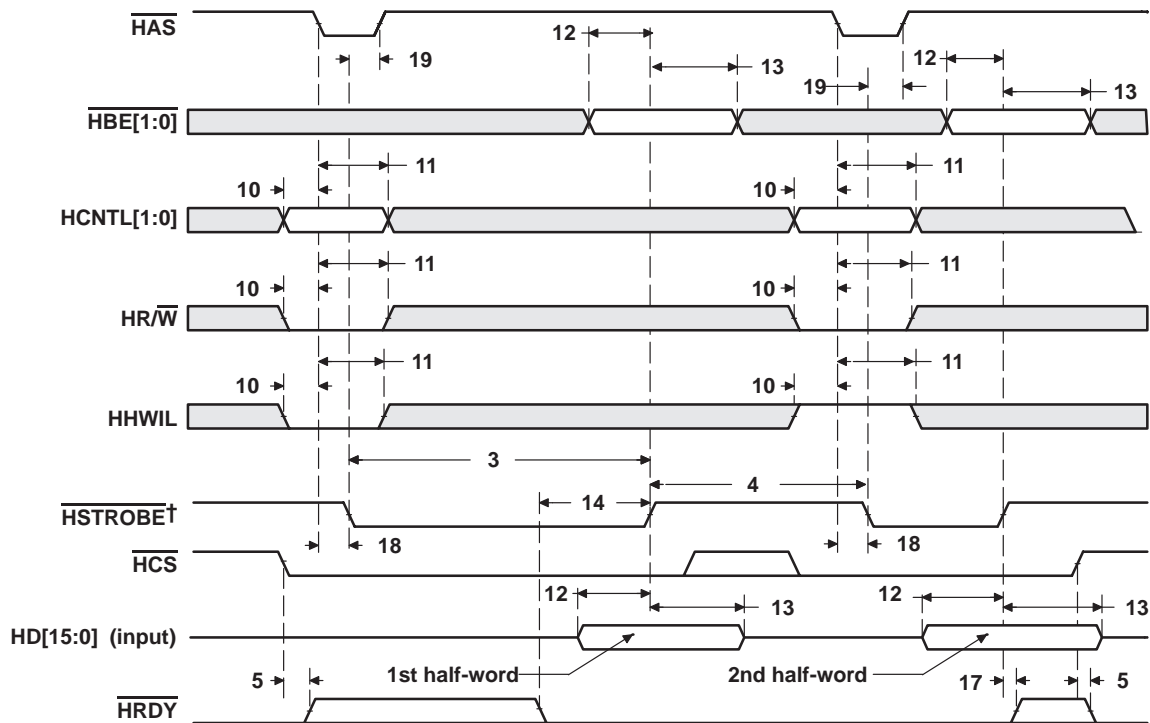 HAS
12
12
19
13
19
13
HBE[1:0]
11
11
10
10
HCNTL[1:0]
11
11
10
10
HR/W
11
11
10
10
HHWIL
3
4
14
HSTROBE†
18
18
HCS
12
12
13
13
HD[15:0] (input)
1st half-word
2nd half-word
5
17
5
HRDY